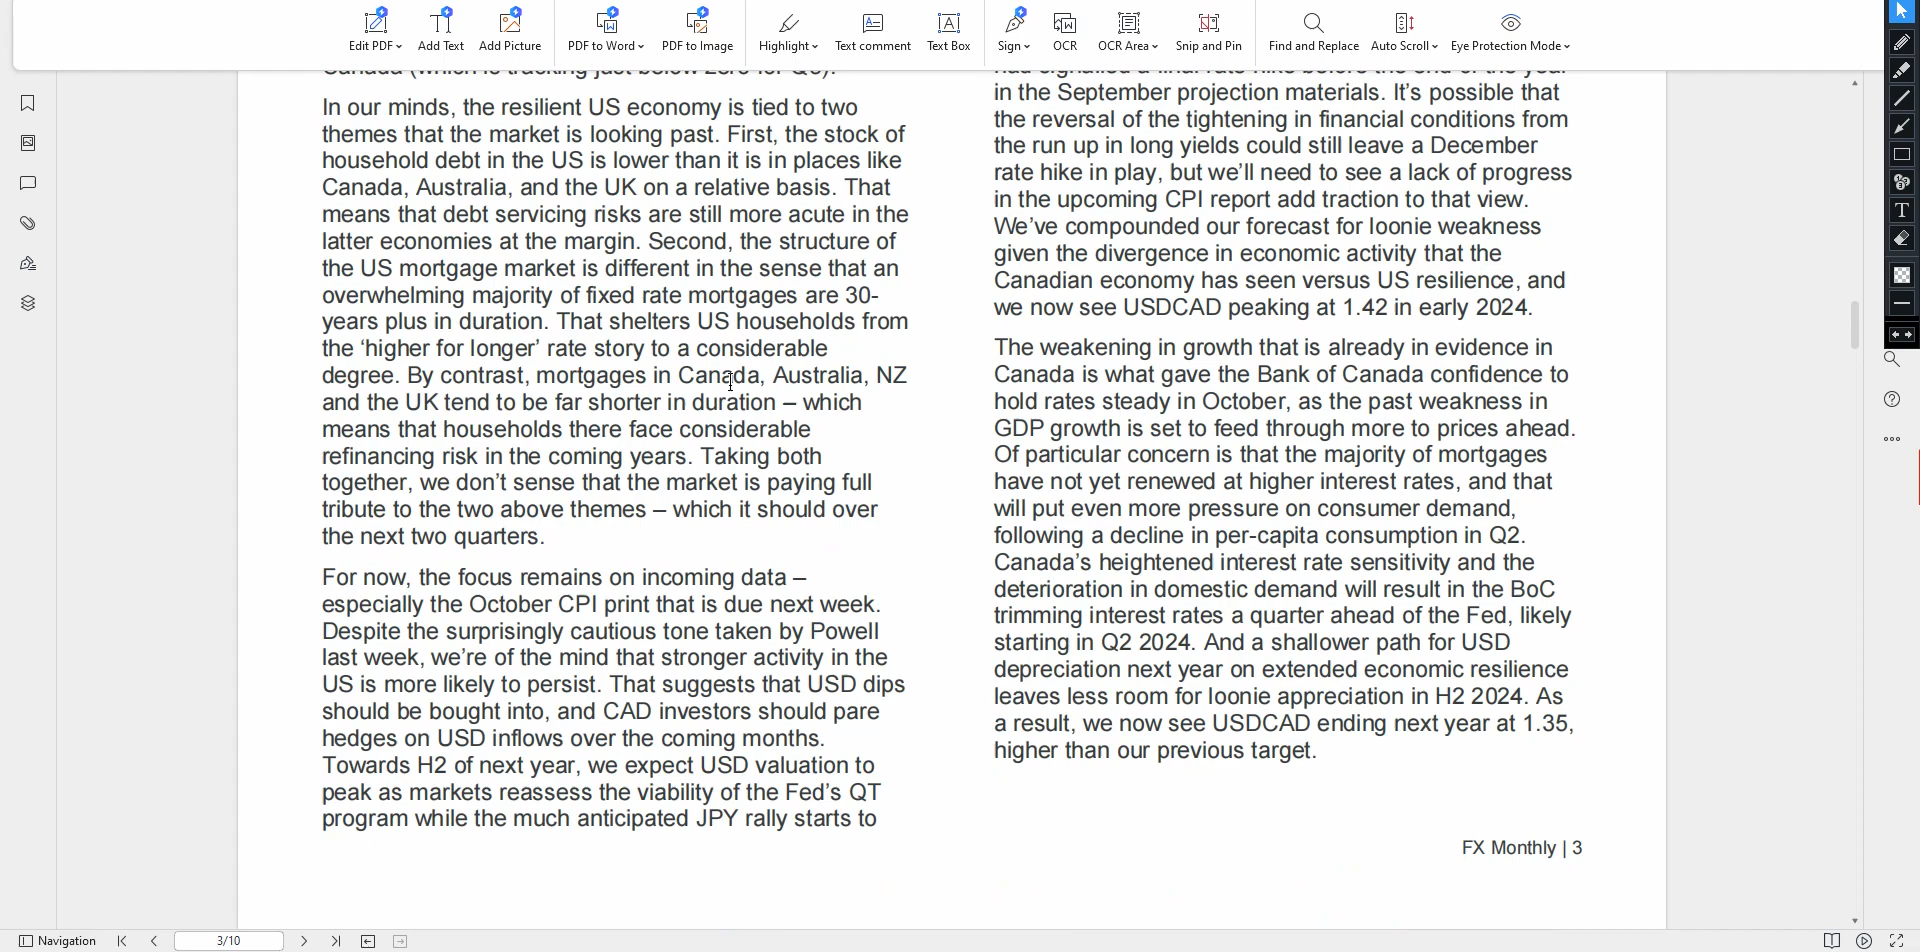 Edit PDF
Add Text
Add Picture
PDF to Word
PDF to Image
Highlight
Text comment
Text Box
Sign
OCR
OCR Area
Snip and Pin
Find and Replace
Auto Scroll
Eye Protection Mode
In our minds, the resilient US economy is tied to two
themes that the market is looking past. First, the stock of
household debt in the US is lower than it is in places like
Canada, Australia, and the UK on a relative basis. That
means that debt servicing risks are still more acute in the
latter economies at the margin. Second, the structure of
the US mortgage market is different in the sense that an
overwhelming majority of fixed rate mortgages are 30-
years plus in duration. That shelters US households from
the ‘higher for longer’ rate story to a considerable
degree. By contrast, mortgages in Canada, Australia, NZ
and the UK tend to be far shorter in duration – which
means that households there face considerable
refinancing risk in the coming years. Taking both
together, we don’t sense that the market is paying full
tribute to the two above themes – which it should over
the next two quarters.
For now, the focus remains on incoming data –
especially the October CPI print that is due next week.
Despite the surprisingly cautious tone taken by Powell
last week, we’re of the mind that stronger activity in the
US is more likely to persist. That suggests that USD dips
should be bought into, and CAD investors should pare
hedges on USD inflows over the coming months.
Towards H2 of next year, we expect USD valuation to
peak as markets reassess the viability of the Fed’s QT
program while the much anticipated JPY rally starts to
had signalled a final rate hike before the end of the year
in the September projection materials. It’s possible that
the reversal of the tightening in financial conditions from
the run up in long yields could still leave a December
rate hike in play, but we’ll need to see a lack of progress
in the upcoming CPI report add traction to that view.
We’ve compounded our forecast for loonie weakness
given the divergence in economic activity that the
Canadian economy has seen versus US resilience, and
we now see USDCAD peaking at 1.42 in early 2024.
The weakening in growth that is already in evidence in
Canada is what gave the Bank of Canada confidence to
hold rates steady in October, as the past weakness in
GDP growth is set to feed through more to prices ahead.
Of particular concern is that the majority of mortgages
have not yet renewed at higher interest rates, and that
will put even more pressure on consumer demand,
following a decline in per-capita consumption in Q2.
Canada’s heightened interest rate sensitivity and the
deterioration in domestic demand will result in the BoC
trimming interest rates a quarter ahead of the Fed, likely
starting in Q2 2024. And a shallower path for USD
depreciation next year on extended economic resilience
leaves less room for loonie appreciation in H2 2024. As
a result, we now see USDCAD ending next year at 1.35,
higher than our previous target.
FX Monthly | 3
Navigation
3/10